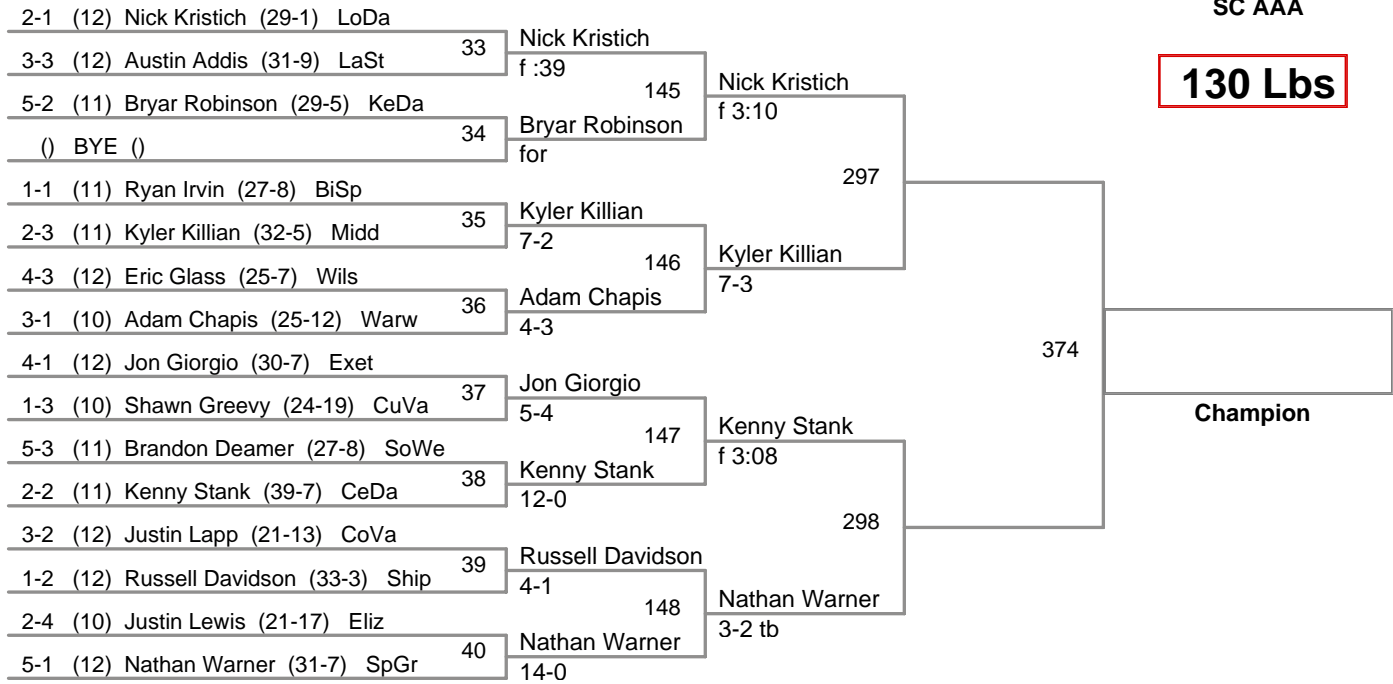 SC AAA
130 Lbs
2-1 (12) Nick Kristich (29-1) LoDa
33
3-3 (12) Austin Addis (31-9) LaSt
Nick Kristich
f :39
5-2 (11) Bryar Robinson (29-5) KeDa
34
() BYE ()
Bryar Robinson
for
145
Nick Kristich
f 3:10
1-1 (11) Ryan Irvin (27-8) BiSp
35
2-3 (11) Kyler Killian (32-5) Midd
Kyler Killian
7-2
4-3 (12) Eric Glass (25-7) Wils
36
3-1 (10) Adam Chapis (25-12) Warw
Adam Chapis
4-3
146
Kyler Killian
7-3
297
4-1 (12) Jon Giorgio (30-7) Exet
37
1-3 (10) Shawn Greevy (24-19) CuVa
Jon Giorgio
5-4
5-3 (11) Brandon Deamer (27-8) SoWe
38
2-2 (11) Kenny Stank (39-7) CeDa
Kenny Stank
12-0
147
Kenny Stank
f 3:08
3-2 (12) Justin Lapp (21-13) CoVa
39
1-2 (12) Russell Davidson (33-3) Ship
Russell Davidson
4-1
2-4 (10) Justin Lewis (21-17) Eliz
40
5-1 (12) Nathan Warner (31-7) SpGr
Nathan Warner
14-0
148
Nathan Warner
3-2 tb
298
374
Champion